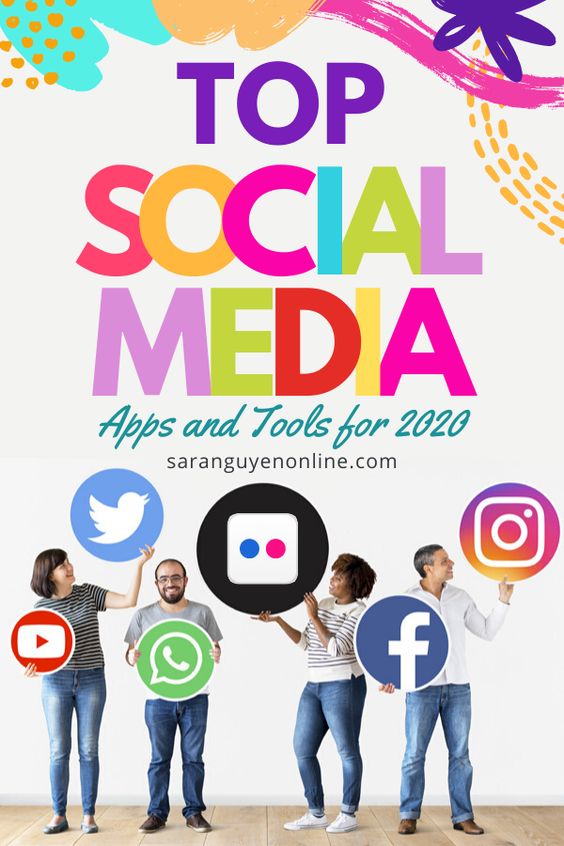 TOP
SOCIAL
MEDIA
Apps and Tools for 2020
saranguyenonline.com
f